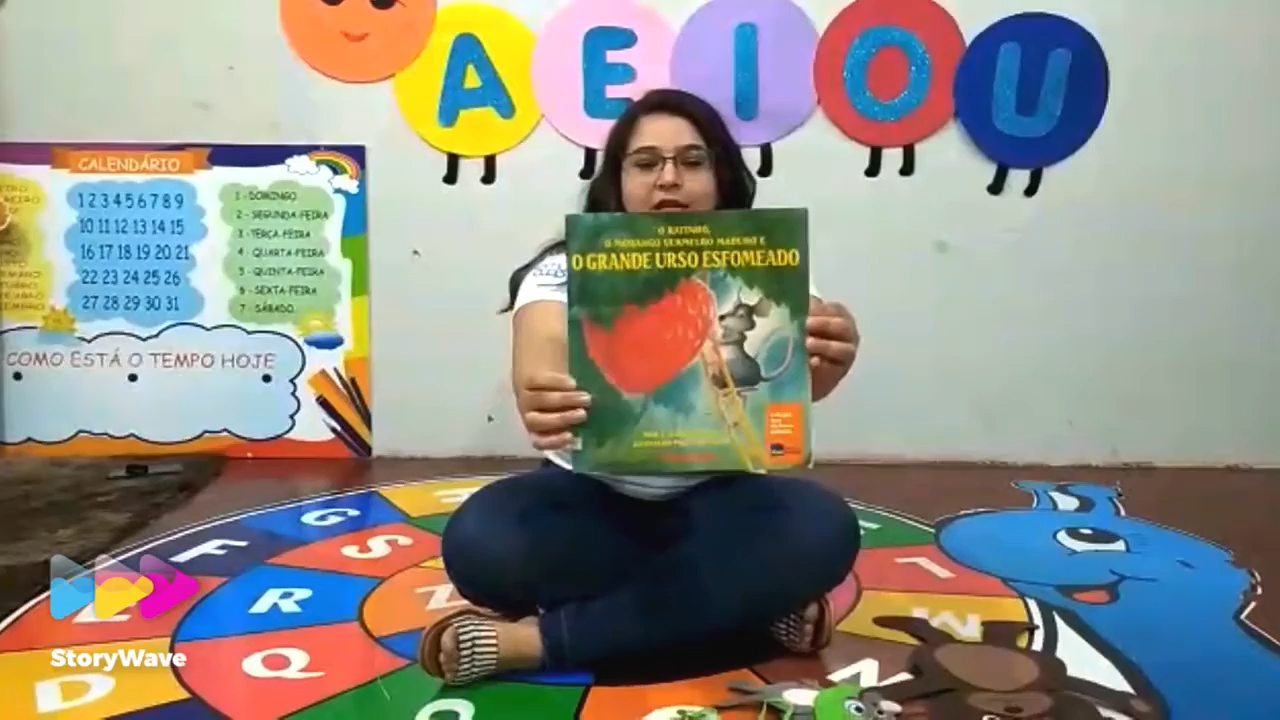 A E I O U
CALENDÁRIO
1 2 3 4 5 6 7 8 9
10 11 12 13 14 15
16 17 18 19 20 21
22 23 24 25 26
27 28 29 30 31
1 - DOMINGO
2 - SEGUNDA-FEIRA
3 - TERÇA-FEIRA
4 - QUARTA-FEIRA
5 - QUINTA-FEIRA
6 - SEXTA-FEIRA
7 - SÁBADO
COMO ESTÁ O TEMPO HOJE
O RATINHO,
O MORANGO VERMELHO MADURO E
O GRANDE URSO ESFOMEADO
G
F
S
R
Z
Q
D
L
M
N
O
StoryWave